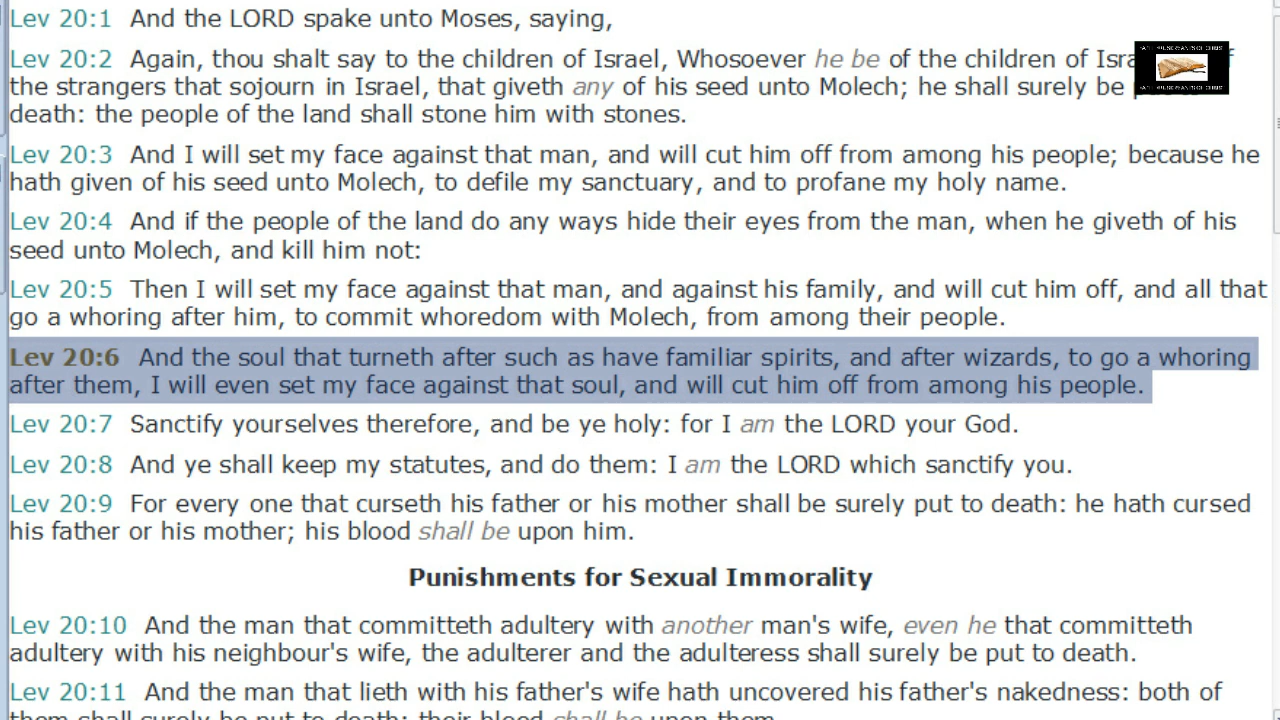 Lev 20:1 And the LORD spake unto Moses, saying,
Lev 20:2 Again, thou shalt say to the children of Israel, Whosoever he be of the children of
the strangers that sojourn in Israel, that giveth any of his seed unto Molech; he shall surely be
death: the people of the land shall stone him with stones.
Lev 20:3 And I will set my face against that man, and will cut him off from among his people; because he
hath given of his seed unto Molech, to defile my sanctuary, and to profane my holy name.
Lev 20:4 And if the people of the land do any ways hide their eyes from the man, when he giveth of his
seed unto Molech, and kill him not:
Lev 20:5 Then I will set my face against that man, and against his family, and will cut him off, and all that
go a whoring after him, to commit whoredom with Molech, from among their people.
Lev 20:6 And the soul that turneth after such as have familiar spirits, and after wizards, to go a whoring
after them, I will even set my face against that soul, and will cut him off from among his people.
Lev 20:7 Sanctify yourselves therefore, and be ye holy: for I am the LORD your God.
Lev 20:8 And ye shall keep my statutes, and do them: I am the LORD which sanctify you.
Lev 20:9 For every one that curseth his father or his mother shall be surely put to death: he hath cursed
his father or his mother; his blood shall be upon him.
Punishments for Sexual Immorality
Lev 20:10 And the man that committeth adultery with another man's wife, even he that committeth
adultery with his neighbour's wife, the adulterer and the adulteress shall surely be put to death.
Lev 20:11 And the man that lieth with his father's wife hath uncovered his father's nakedness: both of
them shall surely be put to death; their blood shall be upon them.